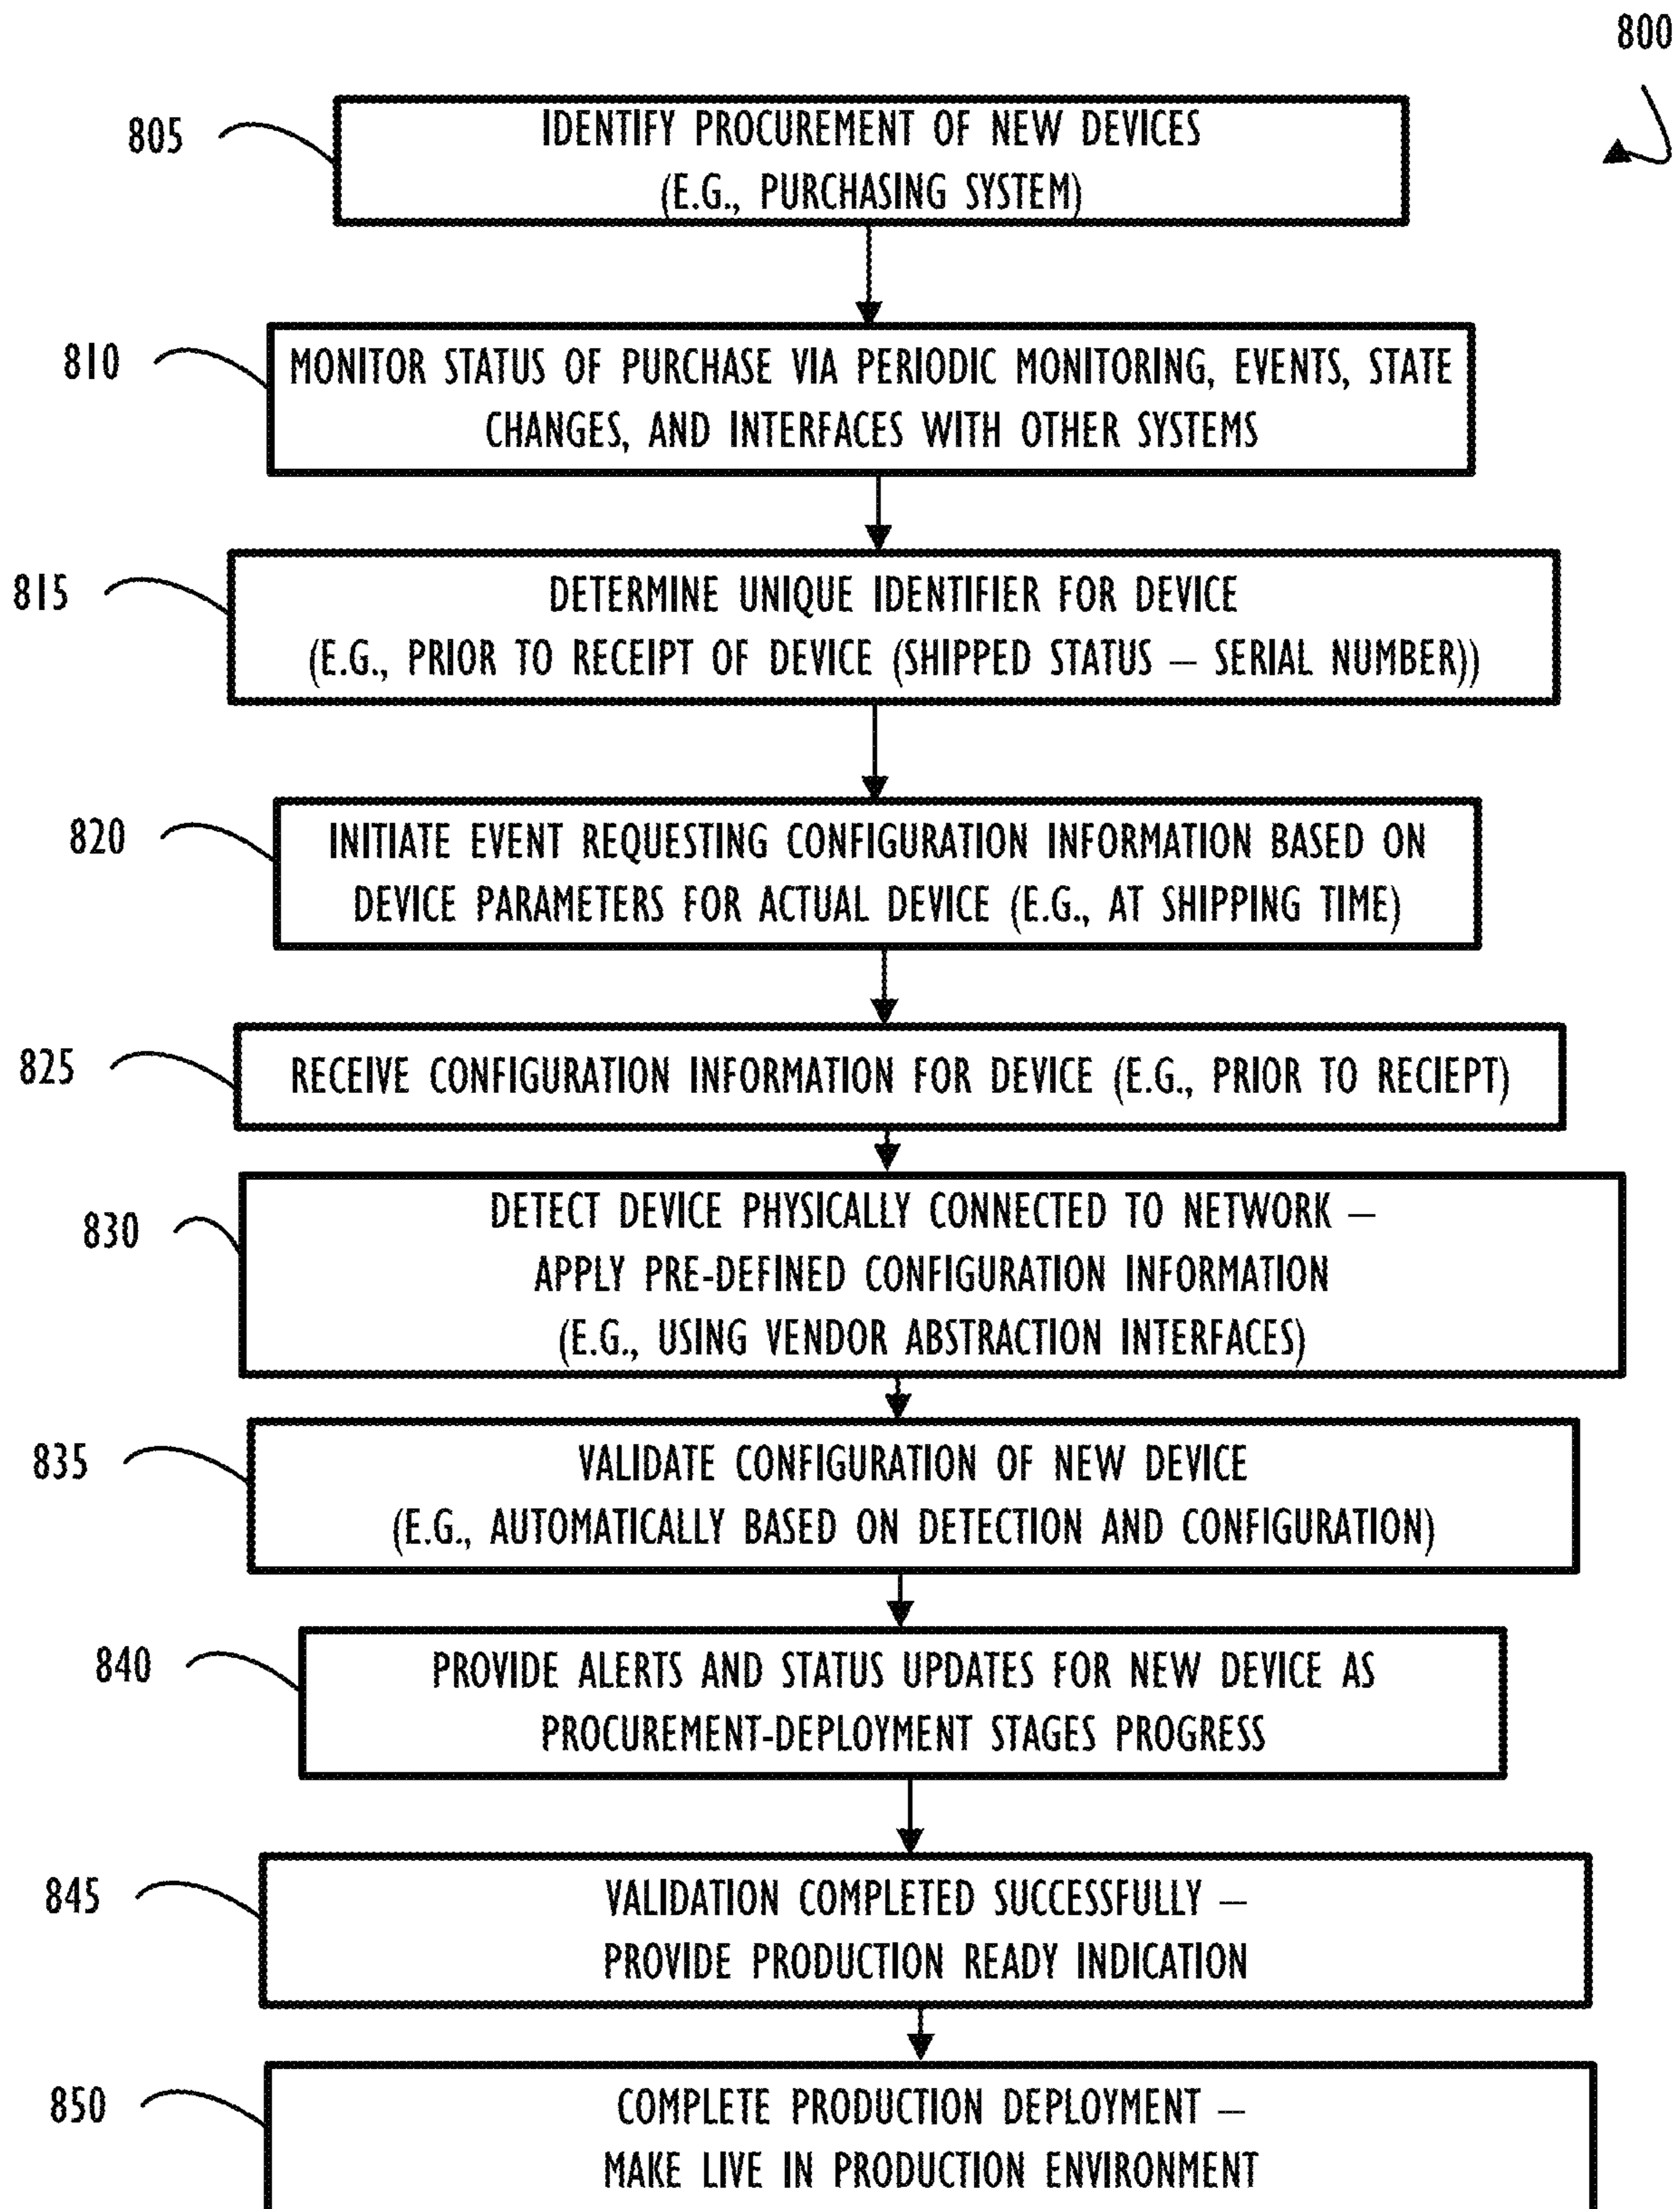 800
805
IDENTIFY PROCUREMENT OF NEW DEVICES
(E.G., PURCHASING SYSTEM)
810
MONITOR STATUS OF PURCHASE VIA PERIODIC MONITORING, EVENTS, STATE
CHANGES, AND INTERFACES WITH OTHER SYSTEMS
815
DETERMINE UNIQUE IDENTIFIER FOR DEVICE
(E.G., PRIOR TO RECEIPT OF DEVICE (SHIPPED STATUS – SERIAL NUMBER))
820
INITIATE EVENT REQUESTING CONFIGURATION INFORMATION BASED ON
DEVICE PARAMETERS FOR ACTUAL DEVICE (E.G., AT SHIPPING TIME)
825
RECEIVE CONFIGURATION INFORMATION FOR DEVICE (E.G., PRIOR TO RECIEPT)
830
DETECT DEVICE PHYSICALLY CONNECTED TO NETWORK –
APPLY PRE-DEFINED CONFIGURATION INFORMATION
(E.G., USING VENDOR ABSTRACTION INTERFACES)
835
VALIDATE CONFIGURATION OF NEW DEVICE
(E.G., AUTOMATICALLY BASED ON DETECTION AND CONFIGURATION)
840
PROVIDE ALERTS AND STATUS UPDATES FOR NEW DEVICE AS
PROCUREMENT-DEPLOYMENT STAGES PROGRESS
845
VALIDATION COMPLETED SUCCESSFULLY –
PROVIDE PRODUCTION READY INDICATION
850
COMPLETE PRODUCTION DEPLOYMENT –
MAKE LIVE IN PRODUCTION ENVIRONMENT